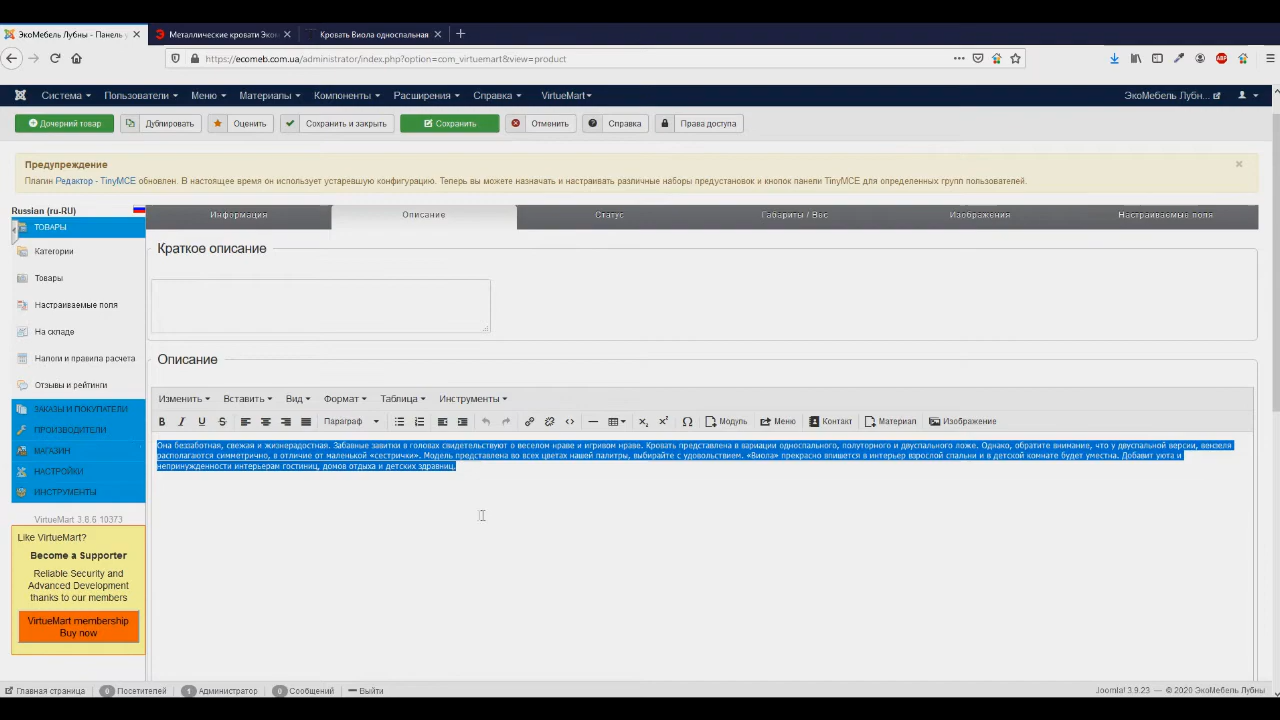 ЭкоМебель Лубны - Панель у
Металлические кровати Эком
Кровать Виола односпальная
https://ecomeb.com.ua/administrator/index.php?option=com_virtuemart&view=product
Система Пользователи Меню Материалы Компоненты Расширения Справка VirtueMart ЭкоМебель Лубн...
Дочерний товар Дублировать Оценить Сохранить и закрыть Сохранить Отменить Справка Права доступа
Предупреждение
Плагин Редактор - TinyMCE обновлен. В настоящее время он использует устаревшую конфигурацию. Теперь вы можете назначать и настраивать различные наборы предустановок и кнопок панели TinyMCE для определенных групп пользователей.
Russian (ru-RU)
ТОВАРЫ
Категории
Товары
Настраиваемые поля
На складе
Налоги и правила расчета
Отзывы и рейтинги
ЗАКАЗЫ И ПОКУПАТЕЛИ
ПРОИЗВОДИТЕЛИ
МАГАЗИН
НАСТРОЙКИ
ИНСТРУМЕНТЫ
VirtueMart 3.8.6 10373
Like VirtueMart?
Become a Supporter
Reliable Security and
Advanced Development
thanks to our members
VirtueMart membership
Buy now
Информация Описание Статус Габариты / Вес Изображения Настраиваемые поля
Краткое описание
Описание
Изменить Вставить Вид Формат Таблица Инструменты
B I U S Абзац Модуль Меню Контакт Материал Изображение
Она беззаботная, свежая и жизнерадостная. Забавные завитки в головах свидетельствуют о веселом нраве и игривом нраве. Кровать представлена в вариации односпального, полуторного и двуспального ложе. Однако, обратите внимание, что у двуспальной версии, вензеля
располагаются симметрично, в отличие от маленькой «сестрички». Модель представлена во всех цветах нашей палитры, выбирайте с удовольствием. «Виола» прекрасно впишется в интерьер взрослой спальни и в детской комнате будет уместна. Добавит уюта и
непринужденности интерьерам гостиниц, домов отдыха и детских здравниц.
Главная страница 0 Посетителей 1 Администратор 0 Сообщений Выйти
Joomla! 3.9.23 — © 2020 ЭкоМебель Лубны